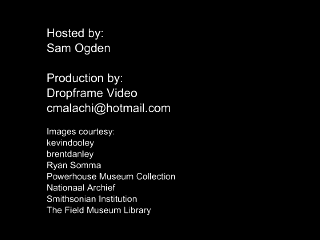 Hosted by:
Sam Ogden
Production by:
Dropframe Video
cmalachi@hotmail.com
Images courtesy:
kevindooley
brentdanley
Ryan Somma
Powerhouse Museum Collection
Nationaal Archief
Smithsonian Institution
The Field Museum Library